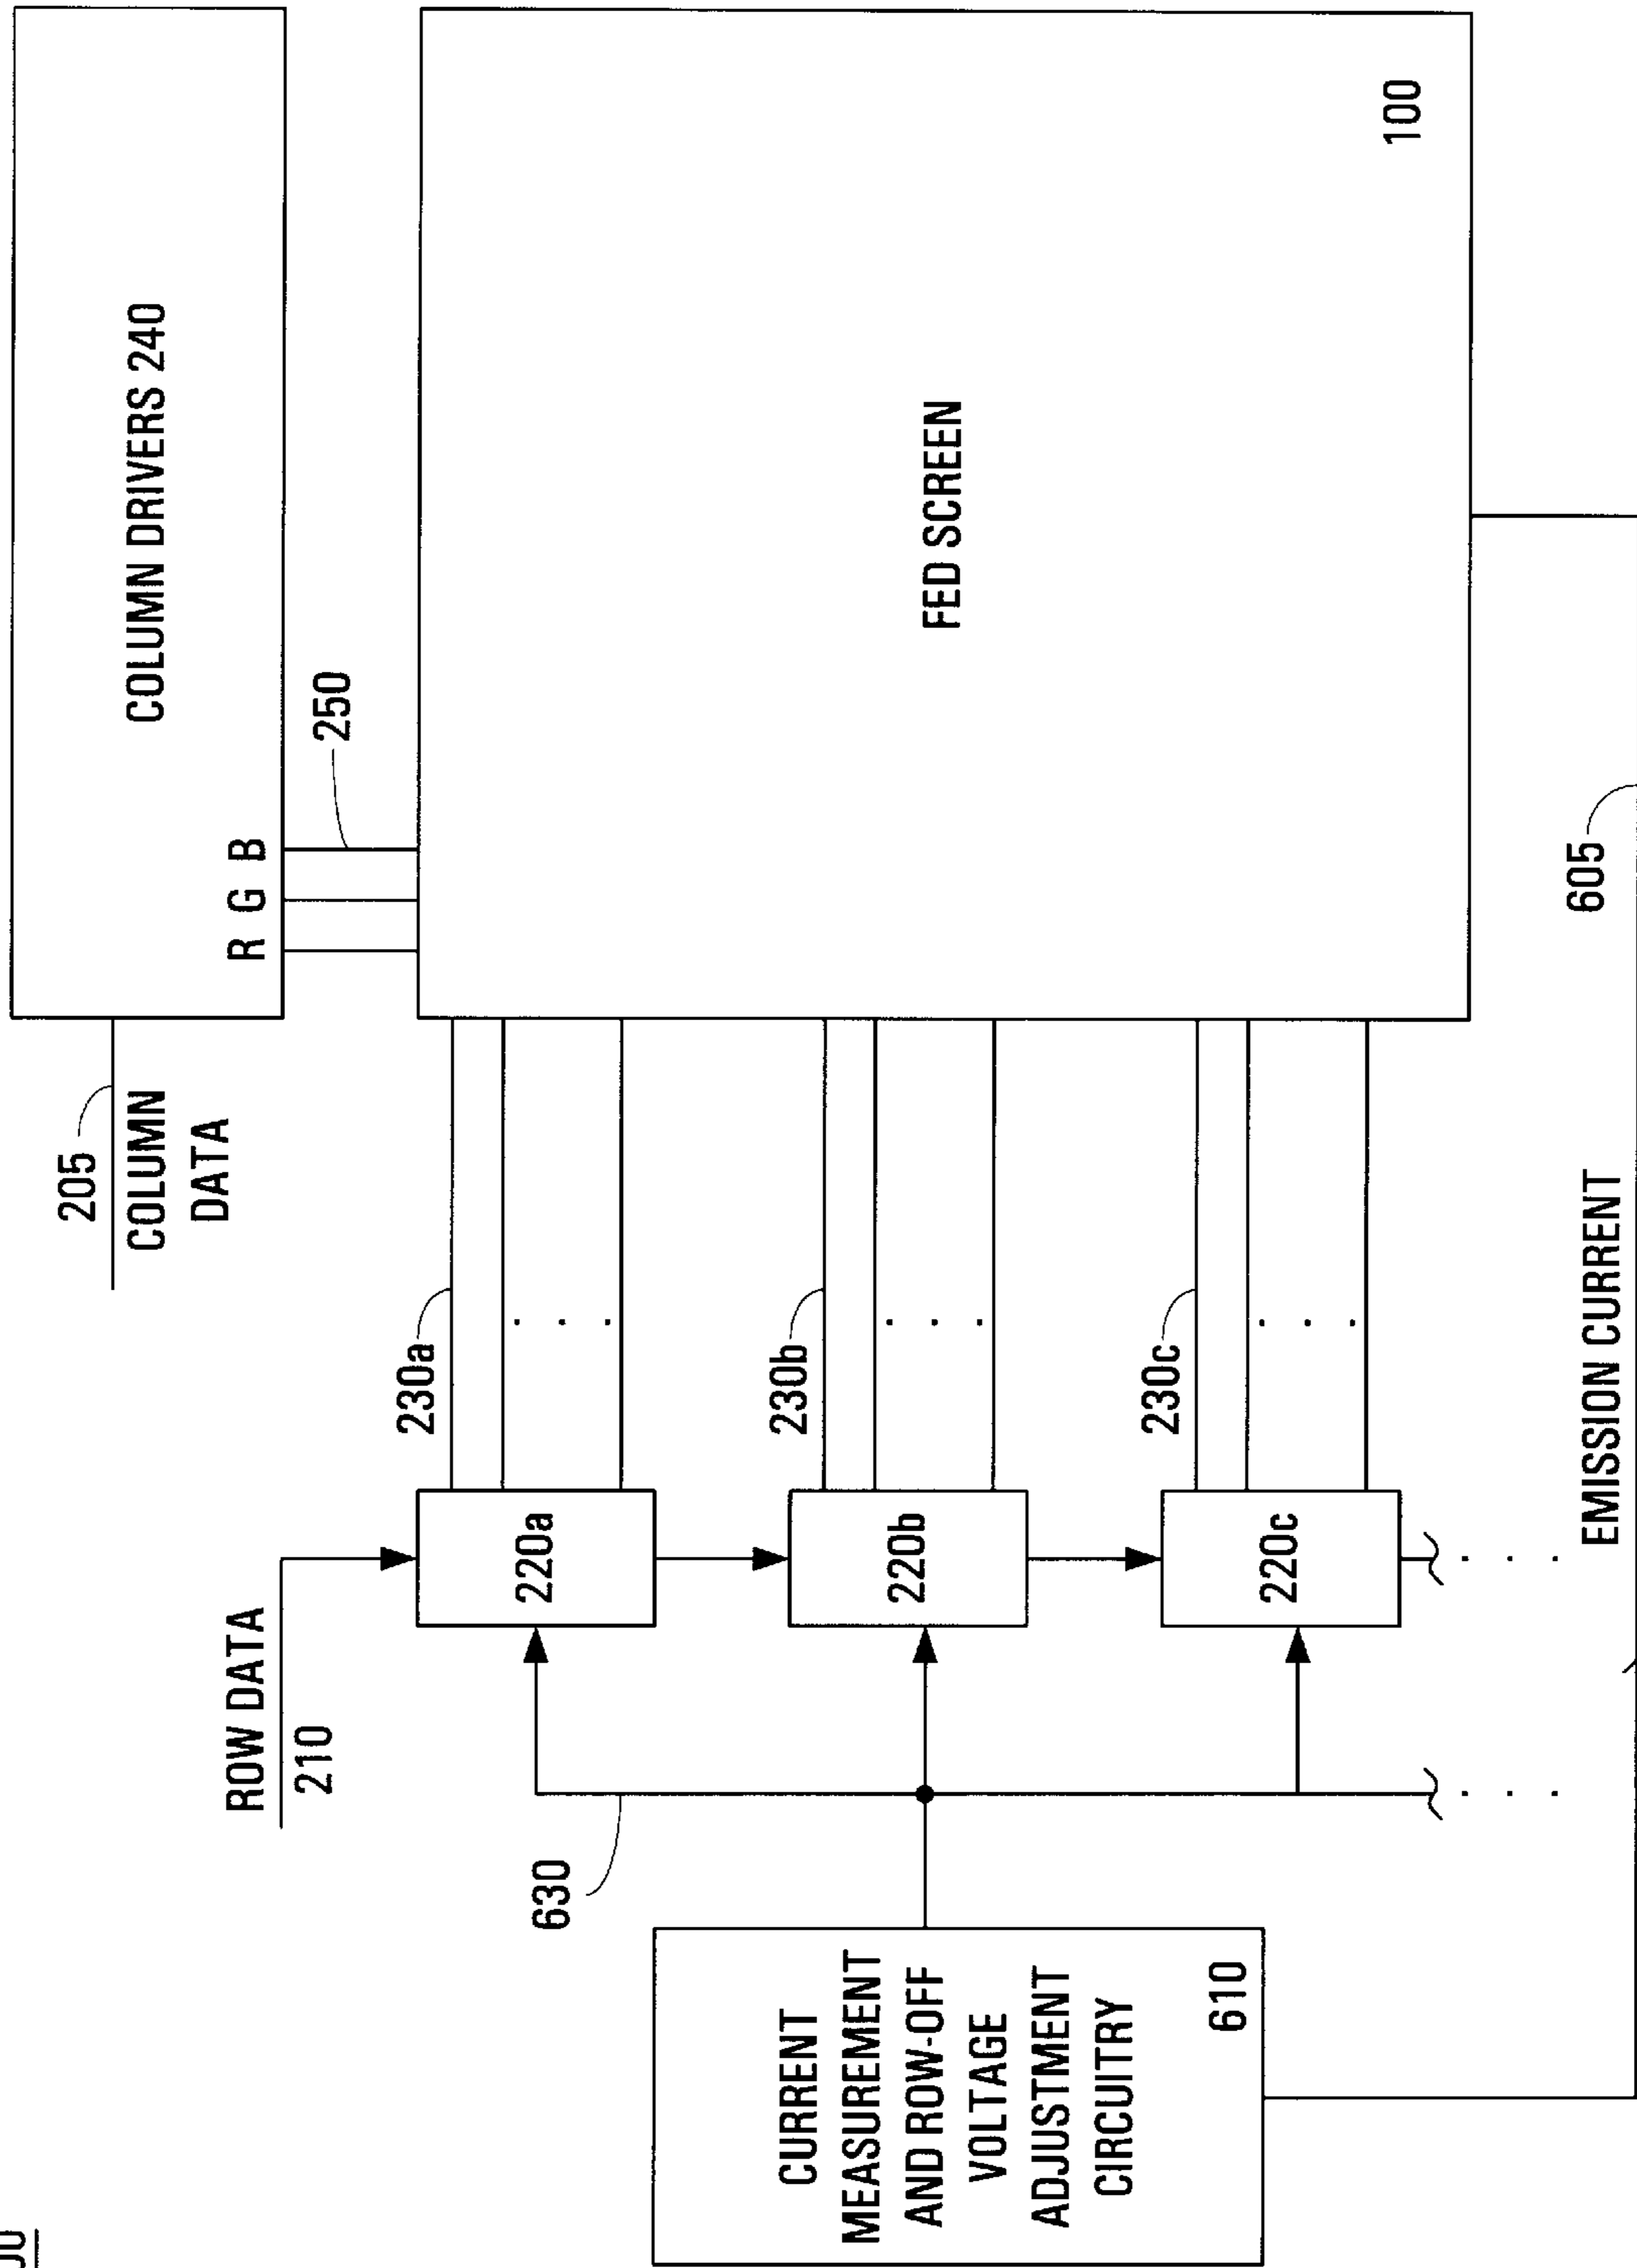 COLUMN DRIVERS 240
R G B
205
COLUMN
DATA
250
ROW DATA
210
230a
220a
FED SCREEN
630
230b
220b
CURRENT
MEASUREMENT
AND ROW-OFF
VOLTAGE
ADJUSTMENT
CIRCUITRY
610
230c
220c
100
EMISSION CURRENT
605